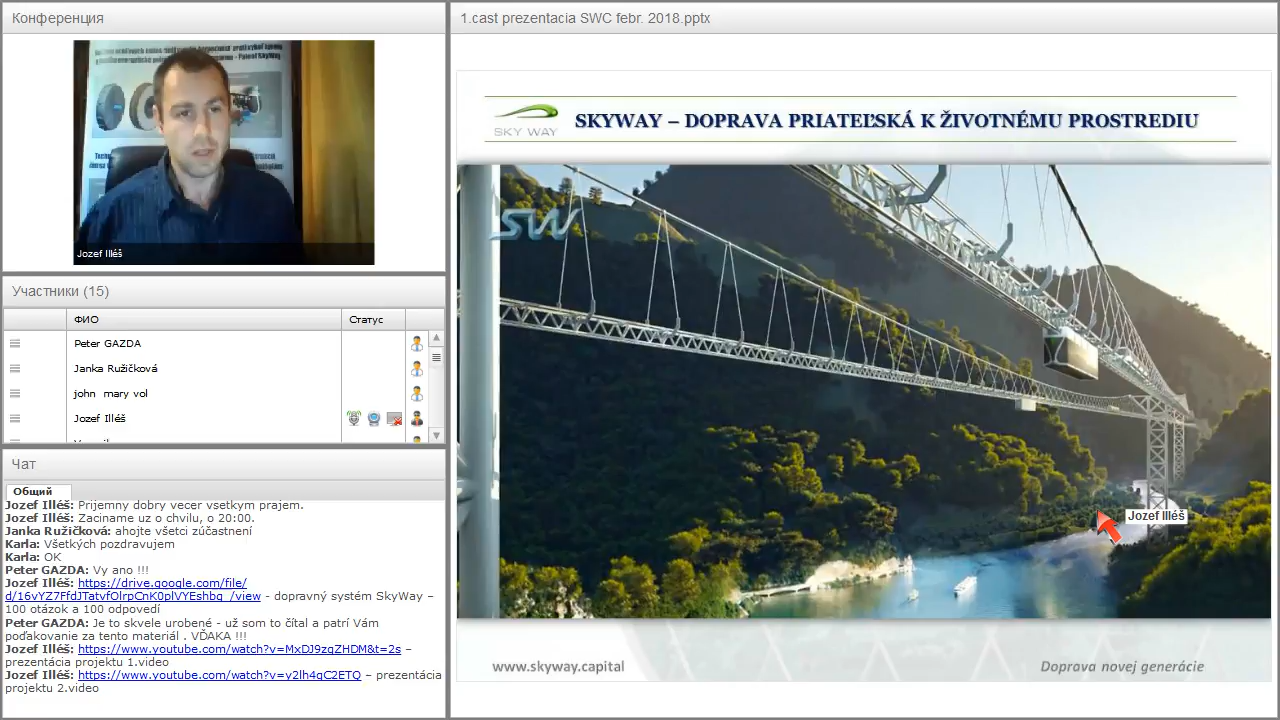 Конференция
Jozef Illéš
Участники (15)
ФИО
Статус
Peter GAZDA
Janka Ružičková
john mary vol
Jozef Illéš
Чат
Общий
Jozef Illéš: Prijemny dobry vecer vsetkym prajem.
Jozef Illéš: Zaciname uz o chvilu, o 20:00.
Janka Ružičková: ahojte všetci zúčastnení
Karla: Všetkých pozdravujem
Karla: OK
Peter GAZDA: Vy ano !!!
Jozef Illéš: https://drive.google.com/file/
- dopravný systém SkyWay –
100 otázok a 100 odpovedí
Peter GAZDA: Je to skvele urobené - už som to čítal a patrí Vám
poďakovanie za tento materiál . VĎAKA !!!
Jozef Illéš: https://www.youtube.com/watch?v=MxDJ9zqZHDM&t=2s –
prezentácia projektu 1.video
Jozef Illéš: https://www.youtube.com/watch?v=y2lh4gC2ETQ – prezentácia
projektu 2.video
1.cast prezentacia SWC febr. 2018.pptx
SKY WAY
SKYWAY – DOPRAVA PRIATEĽSKÁ K ŽIVOTNÉMU PROSTREDIU
SW
Jozef Illéš
www.skyway.capital
Doprava novej generácie